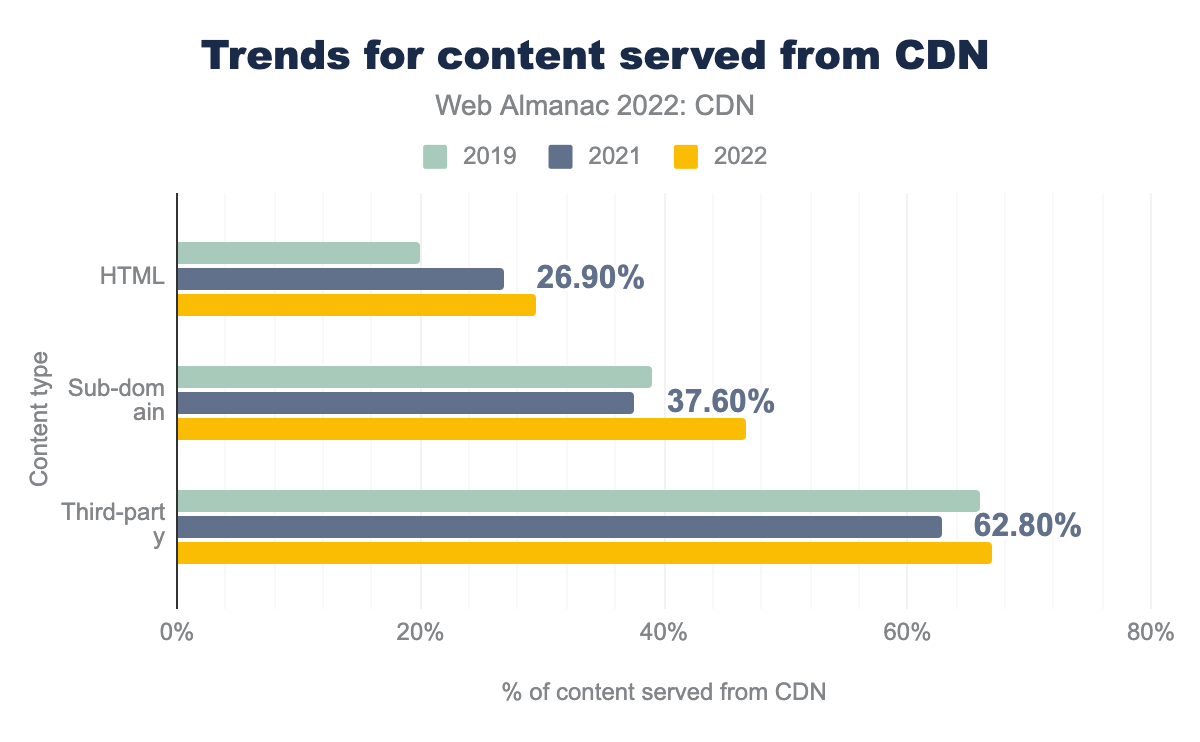 Trends for content served from CDN
Web Almanac 2022: CDN
2019 2021 2022
HTML
26.90%
Sub-dom
ain
37.60%
Third-part
y
62.80%
Content type
0% 20% 40% 60% 80%
% of content served from CDN